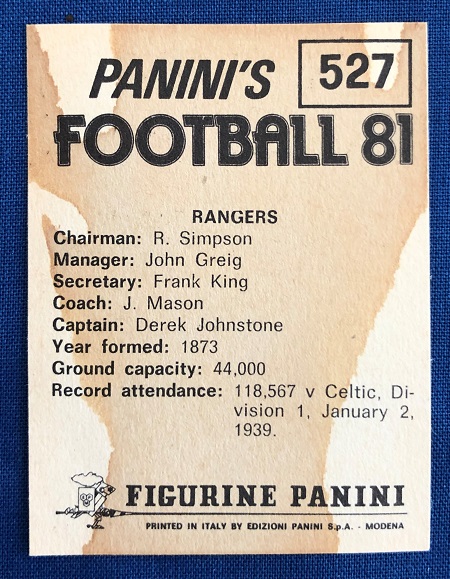 PANINI'S 527
FOOTBALL 81
RANGERS
Chairman: R. Simpson
Manager: John Greig
Secretary: Frank King
Coach: J. Mason
Captain: Derek Johnstone
Year formed: 1873
Ground capacity: 44,000
Record attendance: 118,567 v Celtic, Di-
vision 1, January 2,
1939.
FIGURINE PANINI
PRINTED IN ITALY BY EDIZIONI PANINI S.p.A. - MODENA